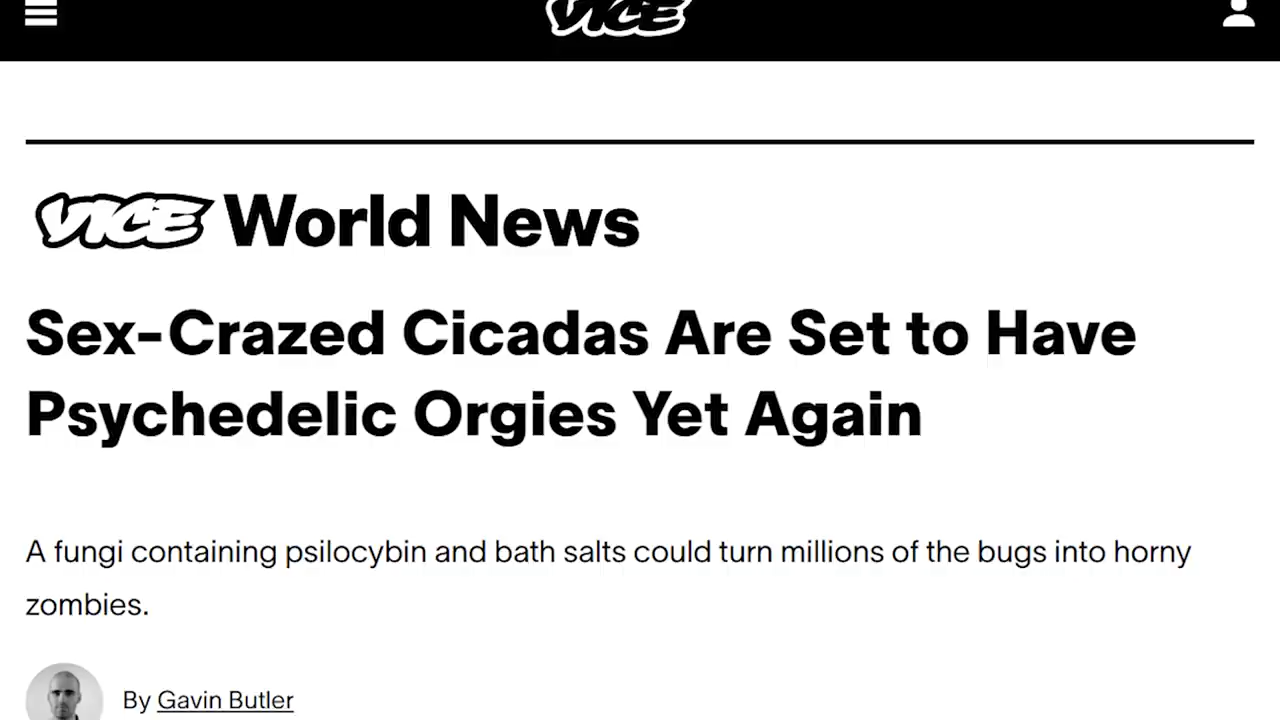 VICE
VICE World News
Sex-Crazed Cicadas Are Set to Have
Psychedelic Orgies Yet Again
A fungi containing psilocybin and bath salts could turn millions of the bugs into horny
zombies.
By Gavin Butler